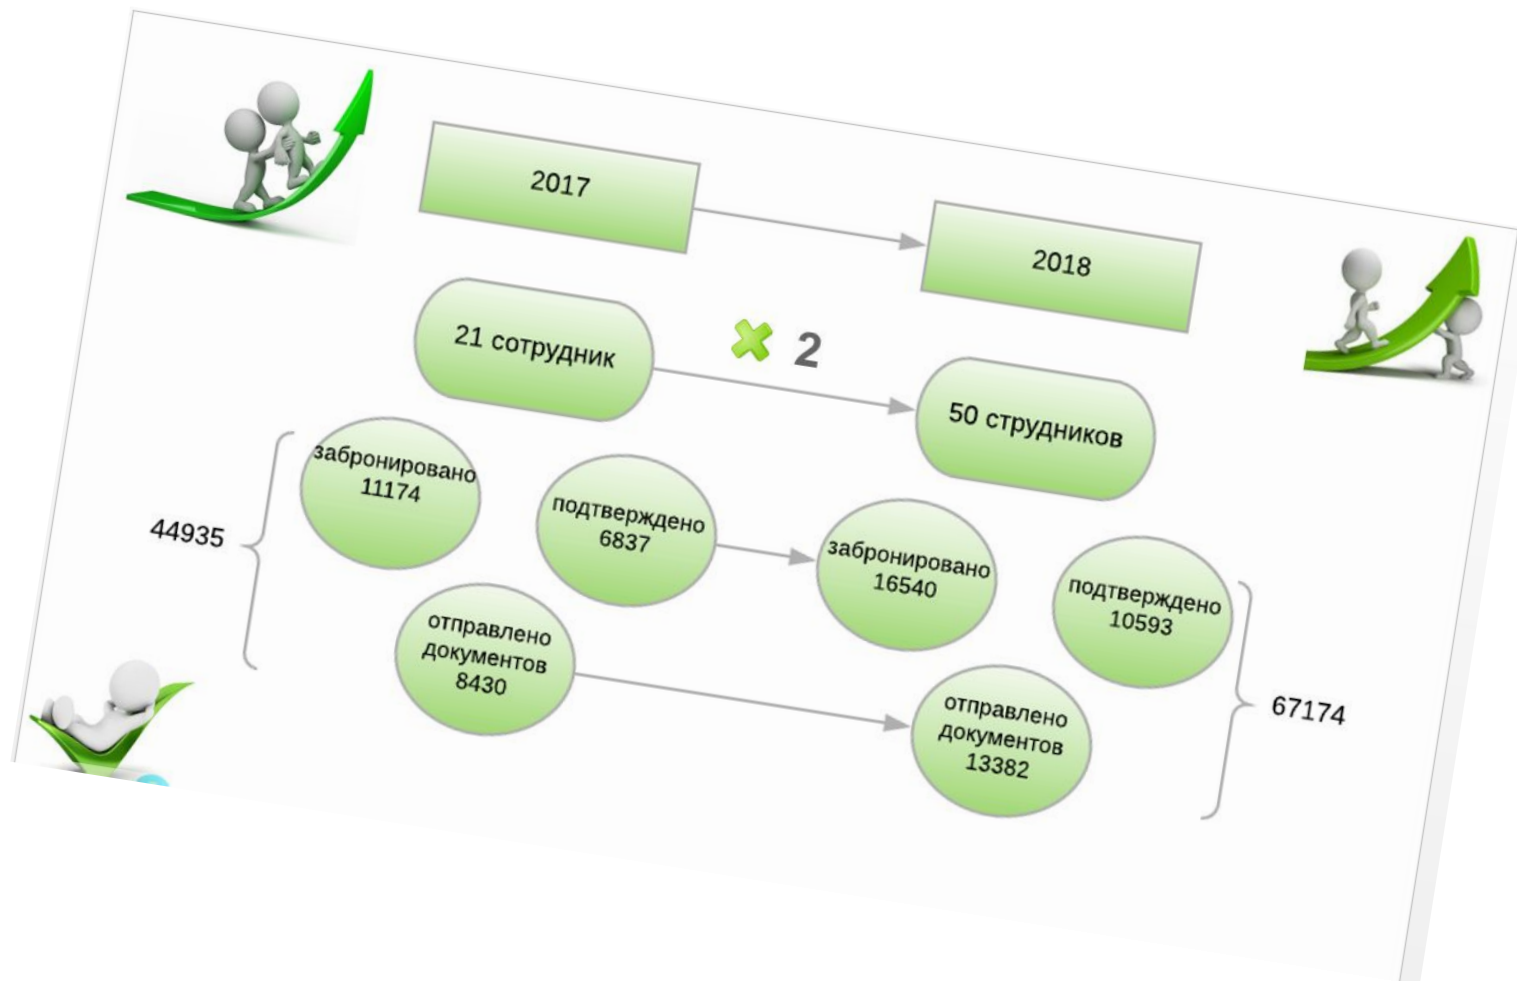 2017
2018
21 сотрудник
2
50 струдников
забронировано
11174
подтверждено
6837
забронировано
16540
подтверждено
10593
44935
отправлено
документов
8430
отправлено
документов
13382
67174